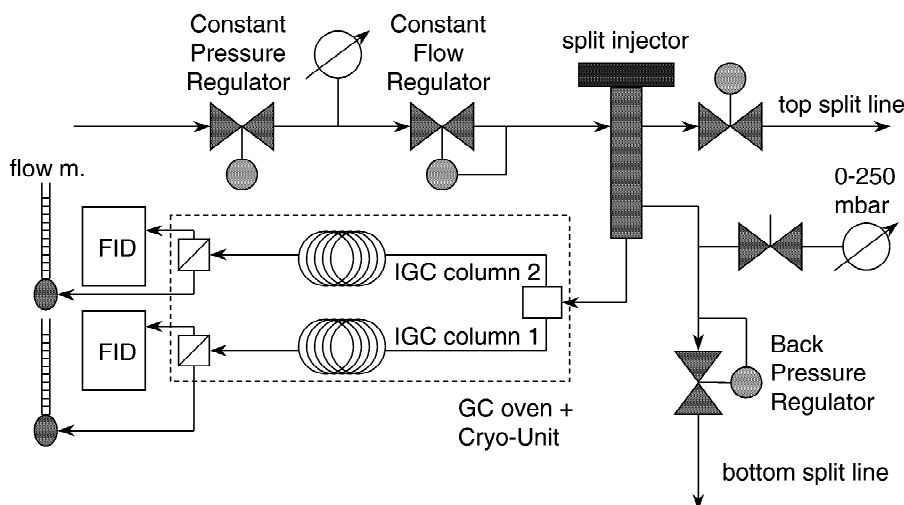 Constant
Pressure
Regulator
Constant
Flow
Regulator
split injector
top split line
flow m.
0-250
mbar
FID
IGC column 2
FID
IGC column 1
Back
Pressure
Regulator
GC oven +
Cryo-Unit
bottom split line